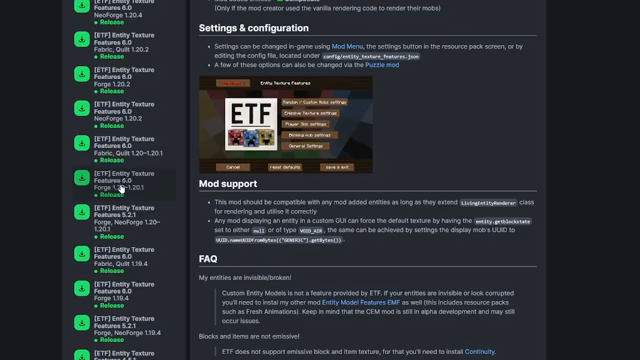 NeoForge 1.20.4
Release
[ETF] Entity Texture
Features 6.0
Fabric, Quilt 1.20.2
Release
[ETF] Entity Texture
Features 6.0
Forge 1.20.2
Release
[ETF] Entity Texture
Features 6.0
NeoForge 1.20.2
Release
[ETF] Entity Texture
Features 6.0
Fabric, Quilt 1.20–1.20.1
Release
[ETF] Entity Texture
Features 6.0
Forge 1.20–1.20.1
Release
[ETF] Entity Texture
Features 5.2.1
Forge, NeoForge 1.20–
1.20.1
Release
[ETF] Entity Texture
Features 6.0
Fabric, Quilt 1.19.4
Release
[ETF] Entity Texture
Features 6.0
Forge 1.19.4
Release
[ETF] Entity Texture
Features 5.2.1
Forge, NeoForge 1.19.4
Release
[ETF] Entity Texture
(Only if the mod creator used the vanilla rendering code to render their mobs)
Settings & configuration
Settings can be changed in-game using Mod Menu, the settings button in the resource pack screen, or by
editing the config file, located under config/entity_texture_features.json
A few of these options can also be changed via the Puzzle mod
Entity Texture Features
ETF
Random / Custom mobs settings
Emissive Texture settings
Player Skin settings
Blinking mob settings
General Settings
Cancel
reset defaults
save & exit
Mod support
This mod should be compatible with any mod added entities as long as they extend LivingEntityRenderer
class for rendering and utilise it correctly
Any mod displaying an entity in a custom GUI can force the default texture by having the entity.getblockstate
set to either null or of type VOID_AIR, the same can be achieved by settings the display mob's UUID to
UUID.nameUUIDFromBytes(("GENERIC").getBytes())
FAQ
My entities are invisible/broken!
Custom Entity Models is not a feature provided by ETF. If your entities are invisible or look corrupted
you'll need to instal my other mod Entity Model Features EMF as well (this Includes resource packs
such as Fresh Animations). Keep in mind that the CEM mod is still in alpha development and may still
occur issues.
Blocks and items are not emissive!
ETF does not support emissive block and item texture, for that you'll need to install Continuity.